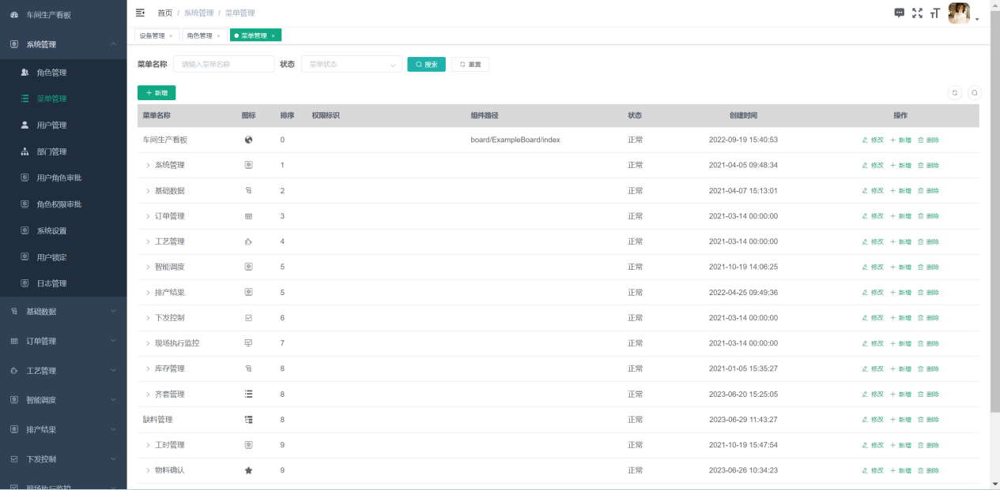 车间生产看板
系统管理
角色管理
菜单管理
用户管理
部门管理
用户角色审批
角色权限审批
系统设置
用户锁定
日志管理
基础数据
订单管理
工艺管理
智能调度
排产结果
下发控制
现场执行监控
首页 / 系统管理 / 菜单管理
设备管理 × 角色管理 × 菜单管理 ×
菜单名称 请输入菜单名称 状态 菜单状态 搜索 重置
+ 新增
菜单名称 图标 排序 权限标识 组件路径 状态 创建时间 操作
车间生产看板 0 board/ExampleBoard/index 正常 2022-09-19 15:40:53 修改 + 新增 删除
系统管理 1 正常 2021-04-05 09:48:34 修改 + 新增 删除
基础数据 2 正常 2021-04-07 15:13:01 修改 + 新增 删除
订单管理 3 正常 2021-03-14 00:00:00 修改 + 新增 删除
工艺管理 4 正常 2021-03-14 00:00:00 修改 + 新增 删除
智能调度 5 正常 2021-10-19 14:06:25 修改 + 新增 删除
排产结果 5 正常 2022-04-25 09:49:36 修改 + 新增 删除
下发控制 6 正常 2021-03-14 00:00:00 修改 + 新增 删除
现场执行监控 7 正常 2021-03-14 00:00:00 修改 + 新增 删除
库存管理 8 正常 2021-01-05 15:35:27 修改 + 新增 删除
齐套管理 8 正常 2023-06-20 15:25:05 修改 + 新增 删除
缺料管理 8 正常 2023-06-29 11:43:27 修改 + 新增 删除
工时管理 9 正常 2021-10-19 15:47:54 修改 + 新增 删除
物料确认 9 正常 2023-06-26 10:34:23 修改 + 新增 删除